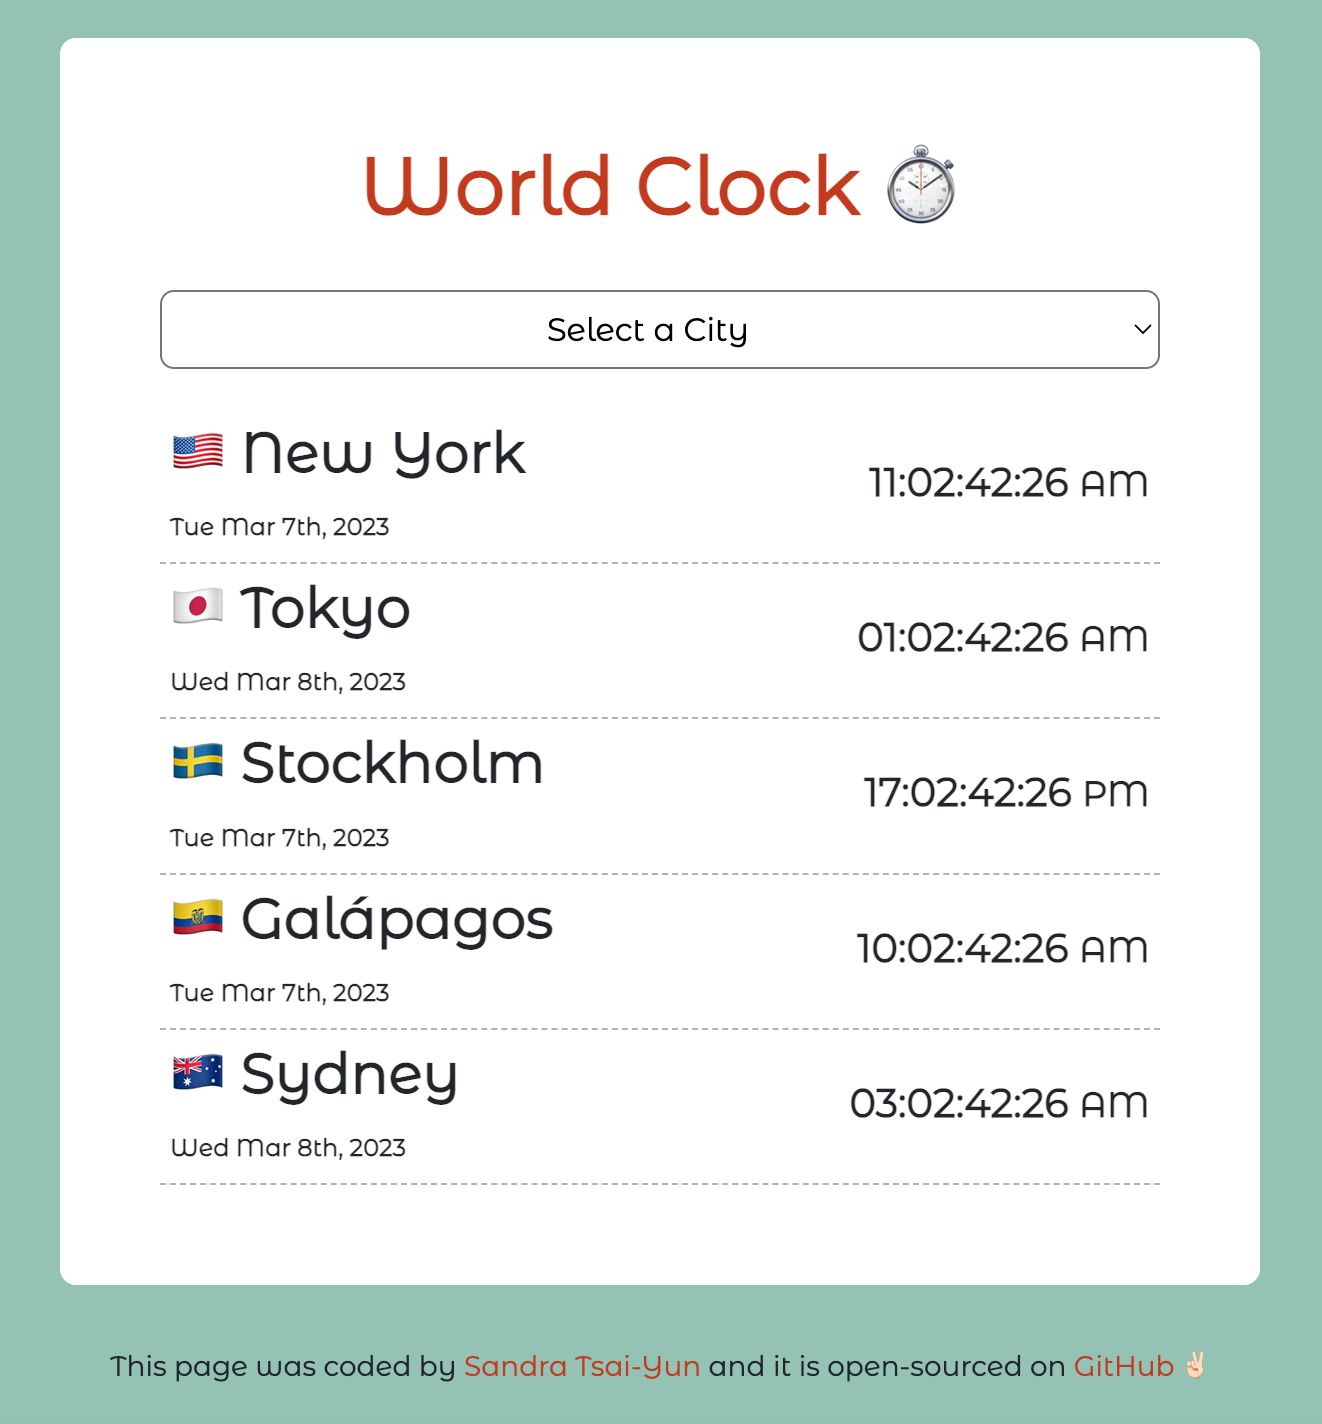 World Clock ⏱️
Select a City
🇺🇸 New York
11:02:42:26 AM
Tue Mar 7th, 2023
🇯🇵 Tokyo
01:02:42:26 AM
Wed Mar 8th, 2023
🇸🇪 Stockholm
17:02:42:26 PM
Tue Mar 7th, 2023
🇪🇨 Galápagos
10:02:42:26 AM
Tue Mar 7th, 2023
🇦🇺 Sydney
03:02:42:26 AM
Wed Mar 8th, 2023
This page was coded by Sandra Tsai-Yun and it is open-sourced on GitHub ✌🏻